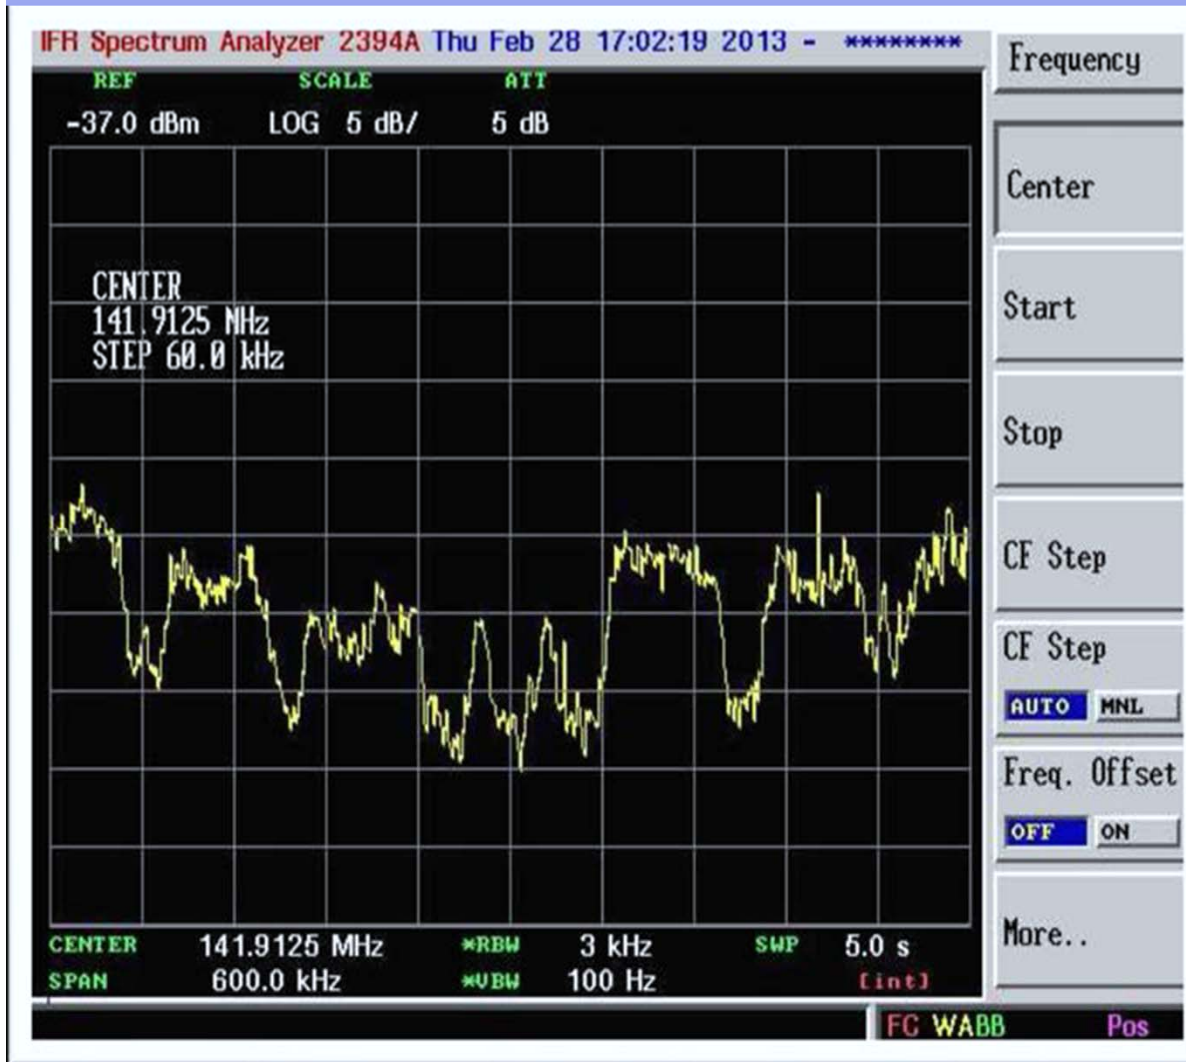 IFR Spectrum Analyzer 2394A Thu Feb 28 17:02:19 2013 - ********
REF SCALE ATT
-37.0 dBm LOG 5 dB/ 5 dB
CENTER
141.9125 MHz
STEP 60.0 kHz
CENTER 141.9125 MHz *RBW 3 kHz SWP 5.0 s
SPAN 600.0 kHz *VBW 100 Hz [int]
FC WABB Pos
Frequency
Center
Start
Stop
CF Step
CF Step
AUTO MNL
Freq. Offset
OFF ON
More..